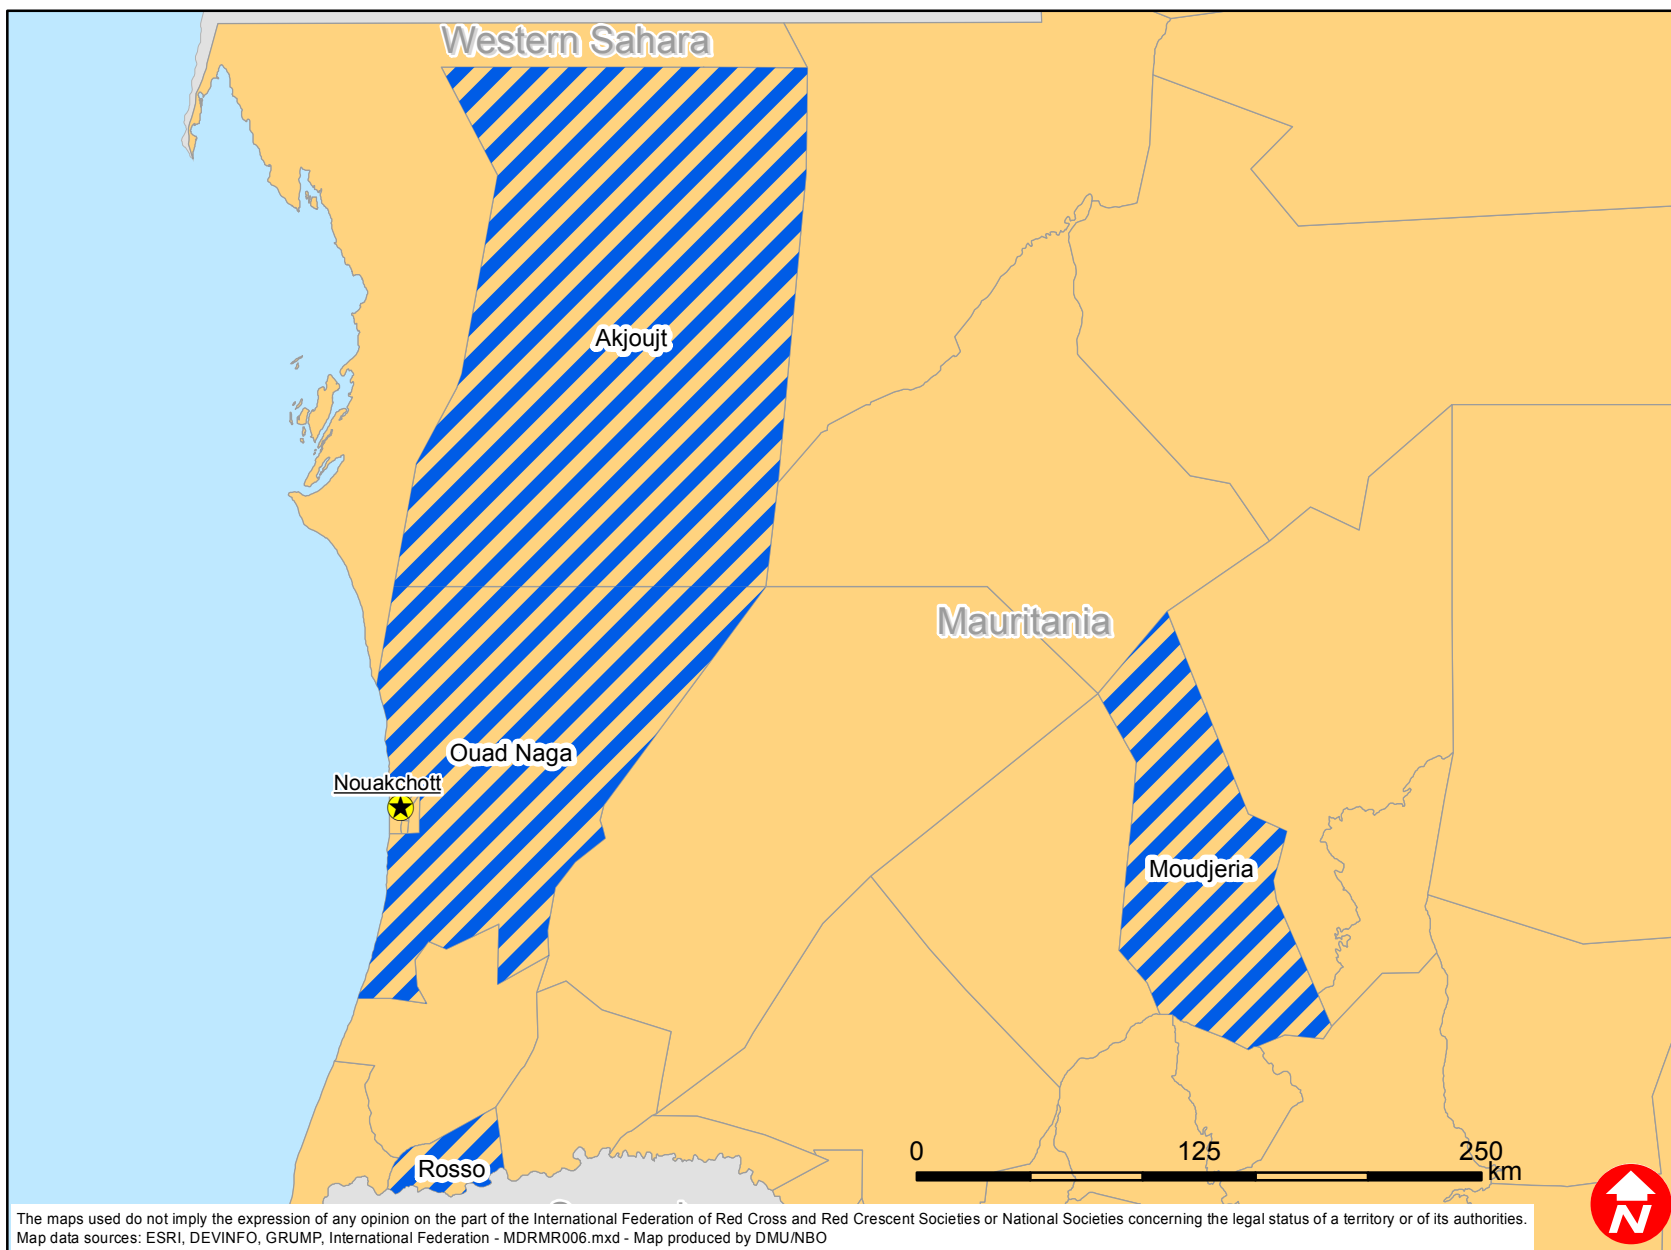 Western Sahara
Akjoujt
Mauritania
Ouad Naga
Nouakchott
Moudjeria
0 125 250
km
Rosso
N
The maps used do not imply the expression of any opinion on the part of the International Federation of Red Cross and Red Crescent Societies or National Societies concerning the legal status of a territory or of its authorities.
Map data sources: ESRI, DEVINFO, GRUMP, International Federation - MDRMR006.mxd - Map produced by DMU/NBO